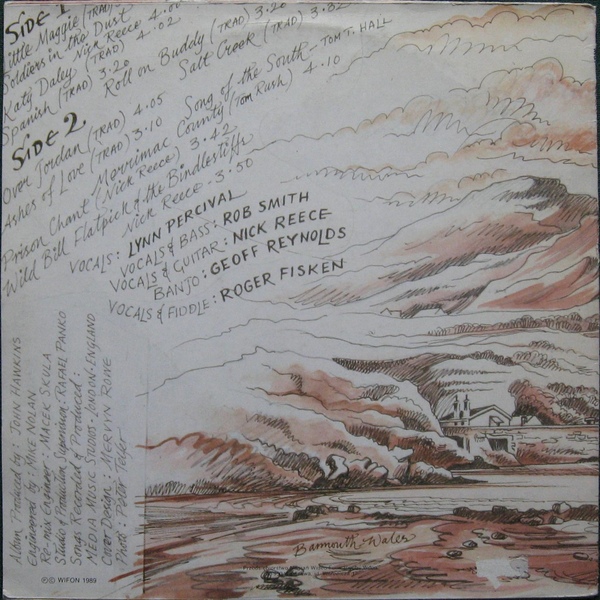 SIDE 1
Little Maggie (TRAD)
Soldiers in the Dust Nick Reece 4.00
Katy Daley (TRAD) 4.02
Roll on Buddy (TRAD) 3.20
Spanish (TRAD) 3.20
Salt Creek (TRAD)
SIDE 2
Over Jordan (TRAD) 4.05
Song of the South - TOM T. HALL
Ashes of Love (TRAD) 3.10
Merrimac County (Tom Rush) 4.10
Prison Chant (Nick Reece) 3.42
Wild Bill Flatpick & the Bindlestiffs
Nick Reece - 3.50
VOCALS: LYNN PERCIVAL
VOCALS & BASS: ROB SMITH
VOCALS & GUITAR: NICK REECE
BANJO: GEOFF REYNOLDS
VOCALS & FIDDLE: ROGER FISKEN
Album Produced by: JOHN HAWKINS
Engineered by: MIKE NOLAN
Re-mix Engineer: MACEK SKULA
Studio & Production Supervision: RAFAEL PANKO
Songs Recorded & Produced:
MEDIA MUSIC STUDIOS - LONDON - ENGLAND
Cover Design: MERVYN ROWE
Photo: Peter Telfer
Barmouth Wales
Ⓟ© WIFON 1989